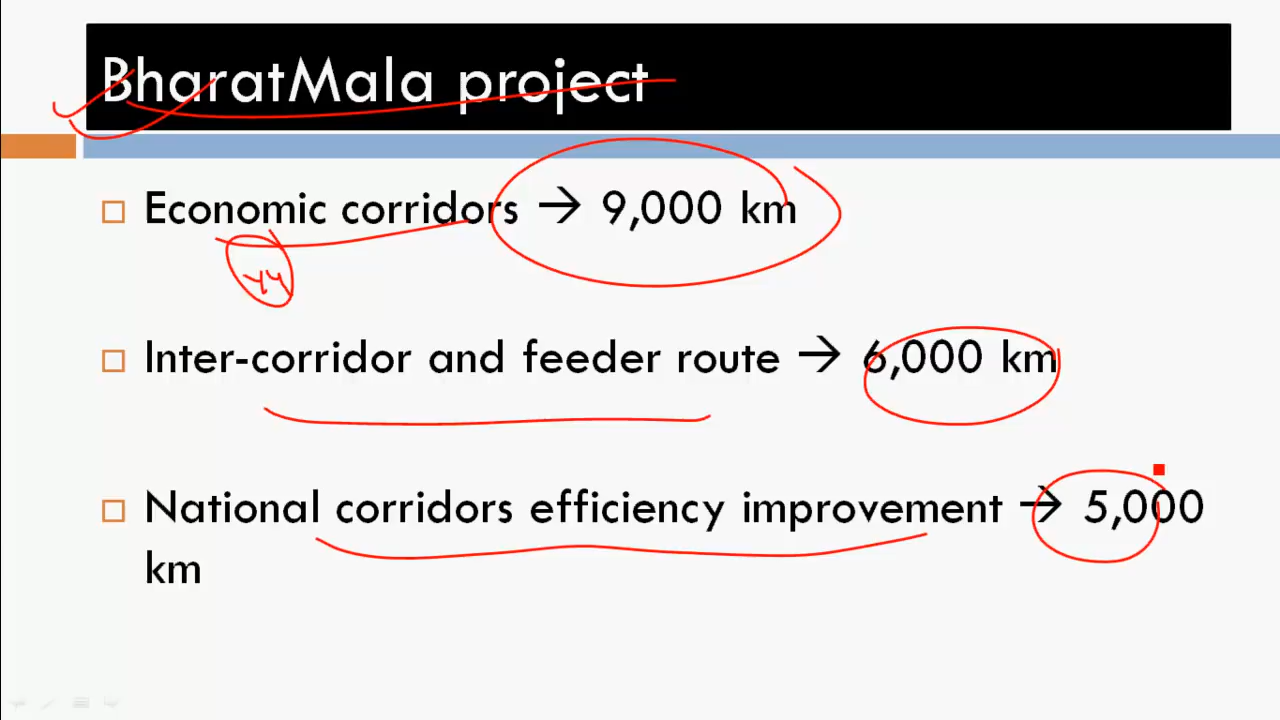 BharatMala project
Economic corridors → 9,000 km
44
Inter-corridor and feeder route → 6,000 km
National corridors efficiency improvement → 5,000
km